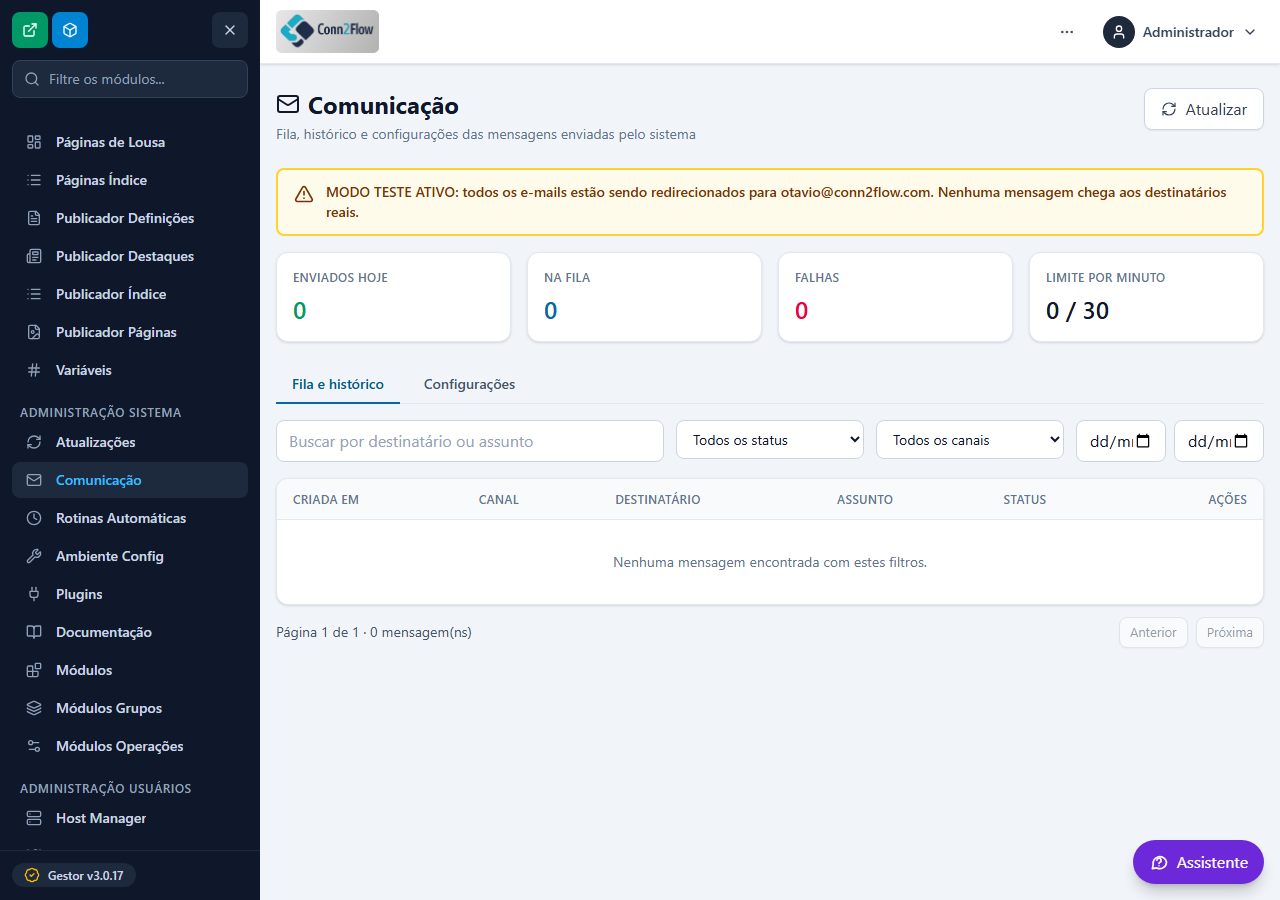 Filtre os módulos...
Páginas de Lousa
Páginas Índice
Publicador Definições
Publicador Destaques
Publicador Índice
Publicador Páginas
Variáveis
ADMINISTRAÇÃO SISTEMA
Atualizações
Comunicação
Rotinas Automáticas
Ambiente Config
Plugins
Documentação
Módulos
Módulos Grupos
Módulos Operações
ADMINISTRAÇÃO USUÁRIOS
Host Manager
Gestor v3.0.17
Conn2Flow
Administrador
Comunicação
Fila, histórico e configurações das mensagens enviadas pelo sistema
Atualizar
MODO TESTE ATIVO: todos os e-mails estão sendo redirecionados para otavio@conn2flow.com. Nenhuma mensagem chega aos destinatários
reais.
ENVIADOS HOJE
0
NA FILA
0
FALHAS
0
LIMITE POR MINUTO
0 / 30
Fila e histórico Configurações
Buscar por destinatário ou assunto Todos os status Todos os canais dd/m dd/m
CRIADA EM CANAL DESTINATÁRIO ASSUNTO STATUS AÇÕES
Nenhuma mensagem encontrada com estes filtros.
Página 1 de 1 · 0 mensagem(ns) Anterior Próxima
Assistente